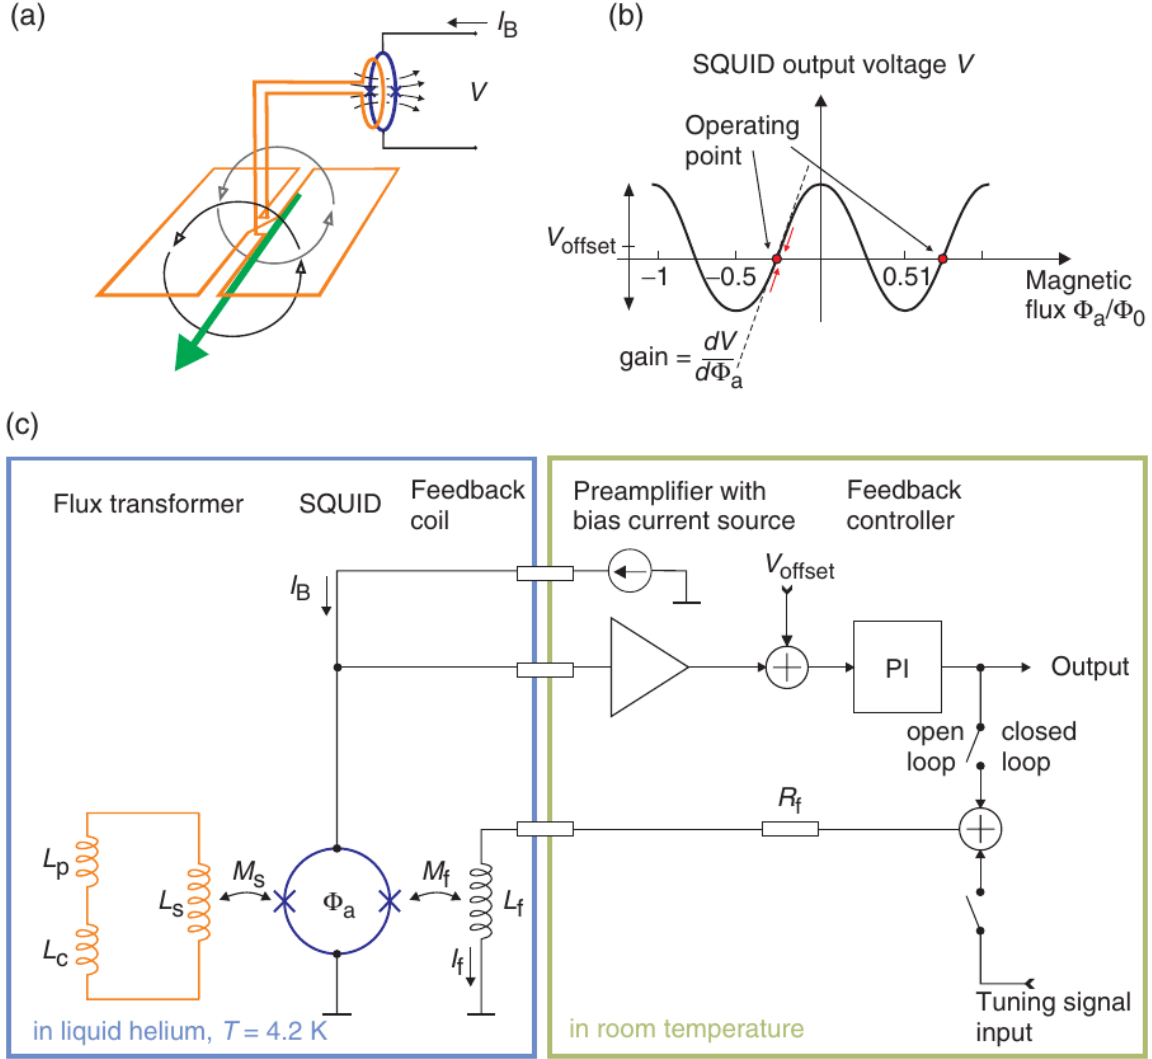 (a)
I_B
V
(b)
SQUID output voltage V
Operating
point
V_offset
−1
−0.5
0.51
Magnetic
flux Φ_a/Φ_0
gain = dV/dΦ_a
(c)
Flux transformer
SQUID
Feedback
coil
Preamplifier with
bias current source
Feedback
controller
I_B
V_offset
PI
Output
open
loop
closed
loop
R_f
L_p
L_c
L_s
M_s
Φ_a
M_f
L_f
I_f
Tuning signal
input
in liquid helium, T = 4.2 K
in room temperature